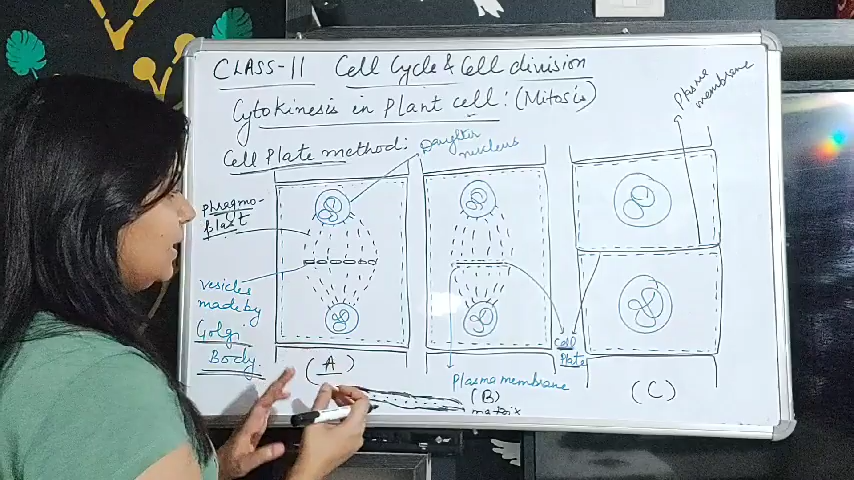 CLASS-11 Cell Cycle & Cell division
Cytokinesis in Plant cell: (Mitosis)
Cell Plate method:
Daughter
nucleus
Plasma
membrane
Phragmo-
plast
vesicles
made by
Golgi
Body.
Cell
Plate
Plasma membrane
(A)
(B)
(C)
matrix